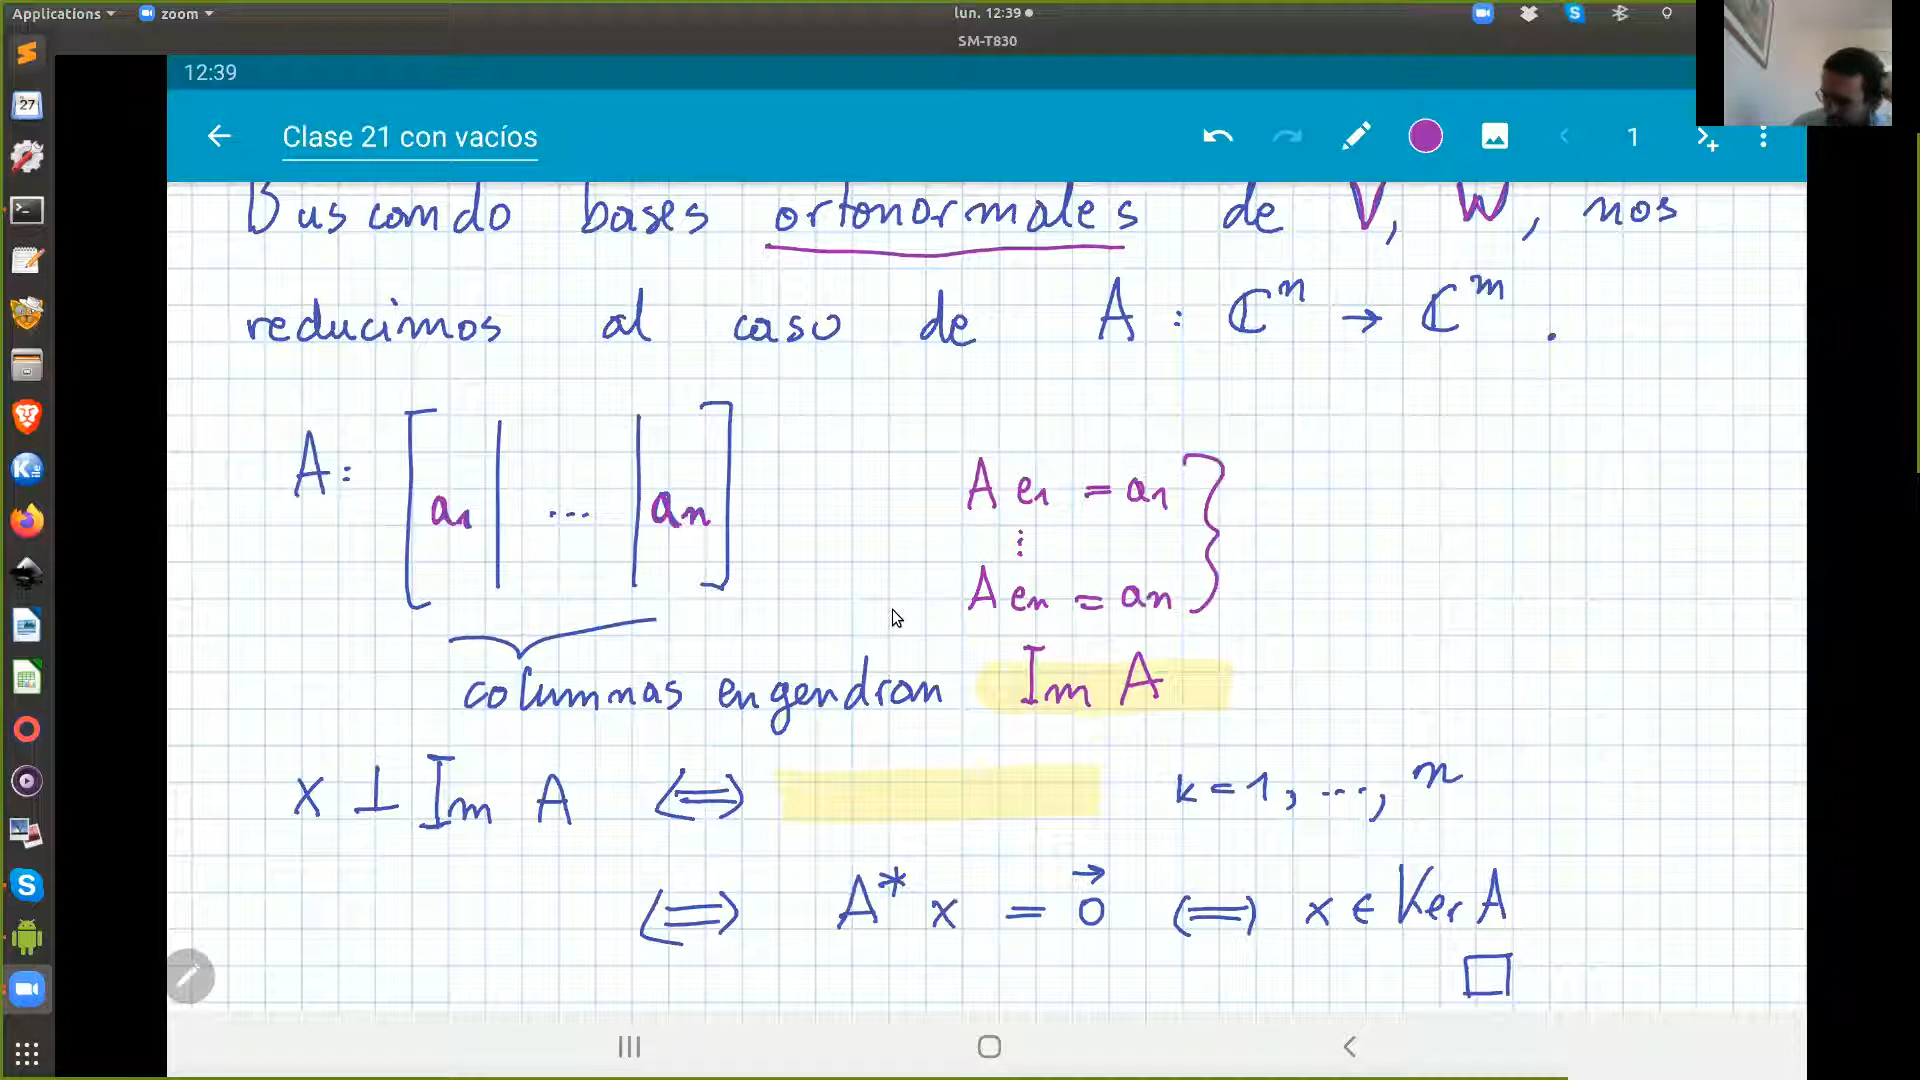 Applications zoom lun. 12:39
SM-T830
12:39
Clase 21 con vacíos 1
Buscando bases ortonormales de V, W, nos
reducimos al caso de A : ℂⁿ → ℂᵐ .
A: [ a₁ | ... | aₙ ]
A e₁ = a₁
⋮
A eₙ = aₙ
columnas engendran Im A
x ⊥ Im A ⟺ k = 1, ..., n
⟺ A* x = 0⃗ ⟺ x ∈ Ker A
□